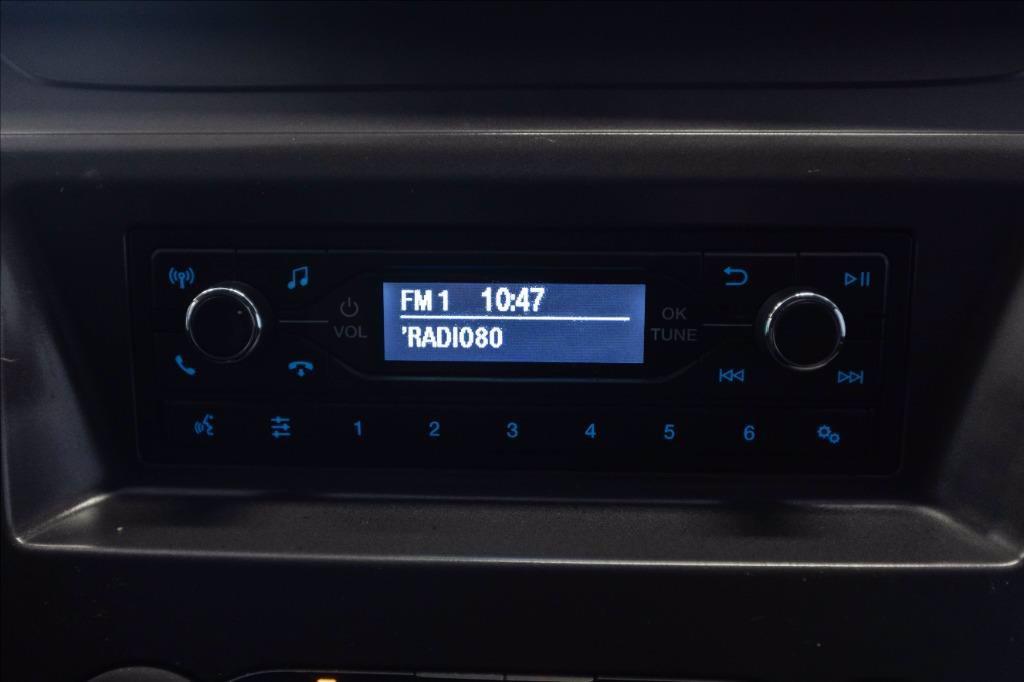 FM 1 10:47
'RADIO80
VOL
OK
TUNE
1 2 3 4 5 6